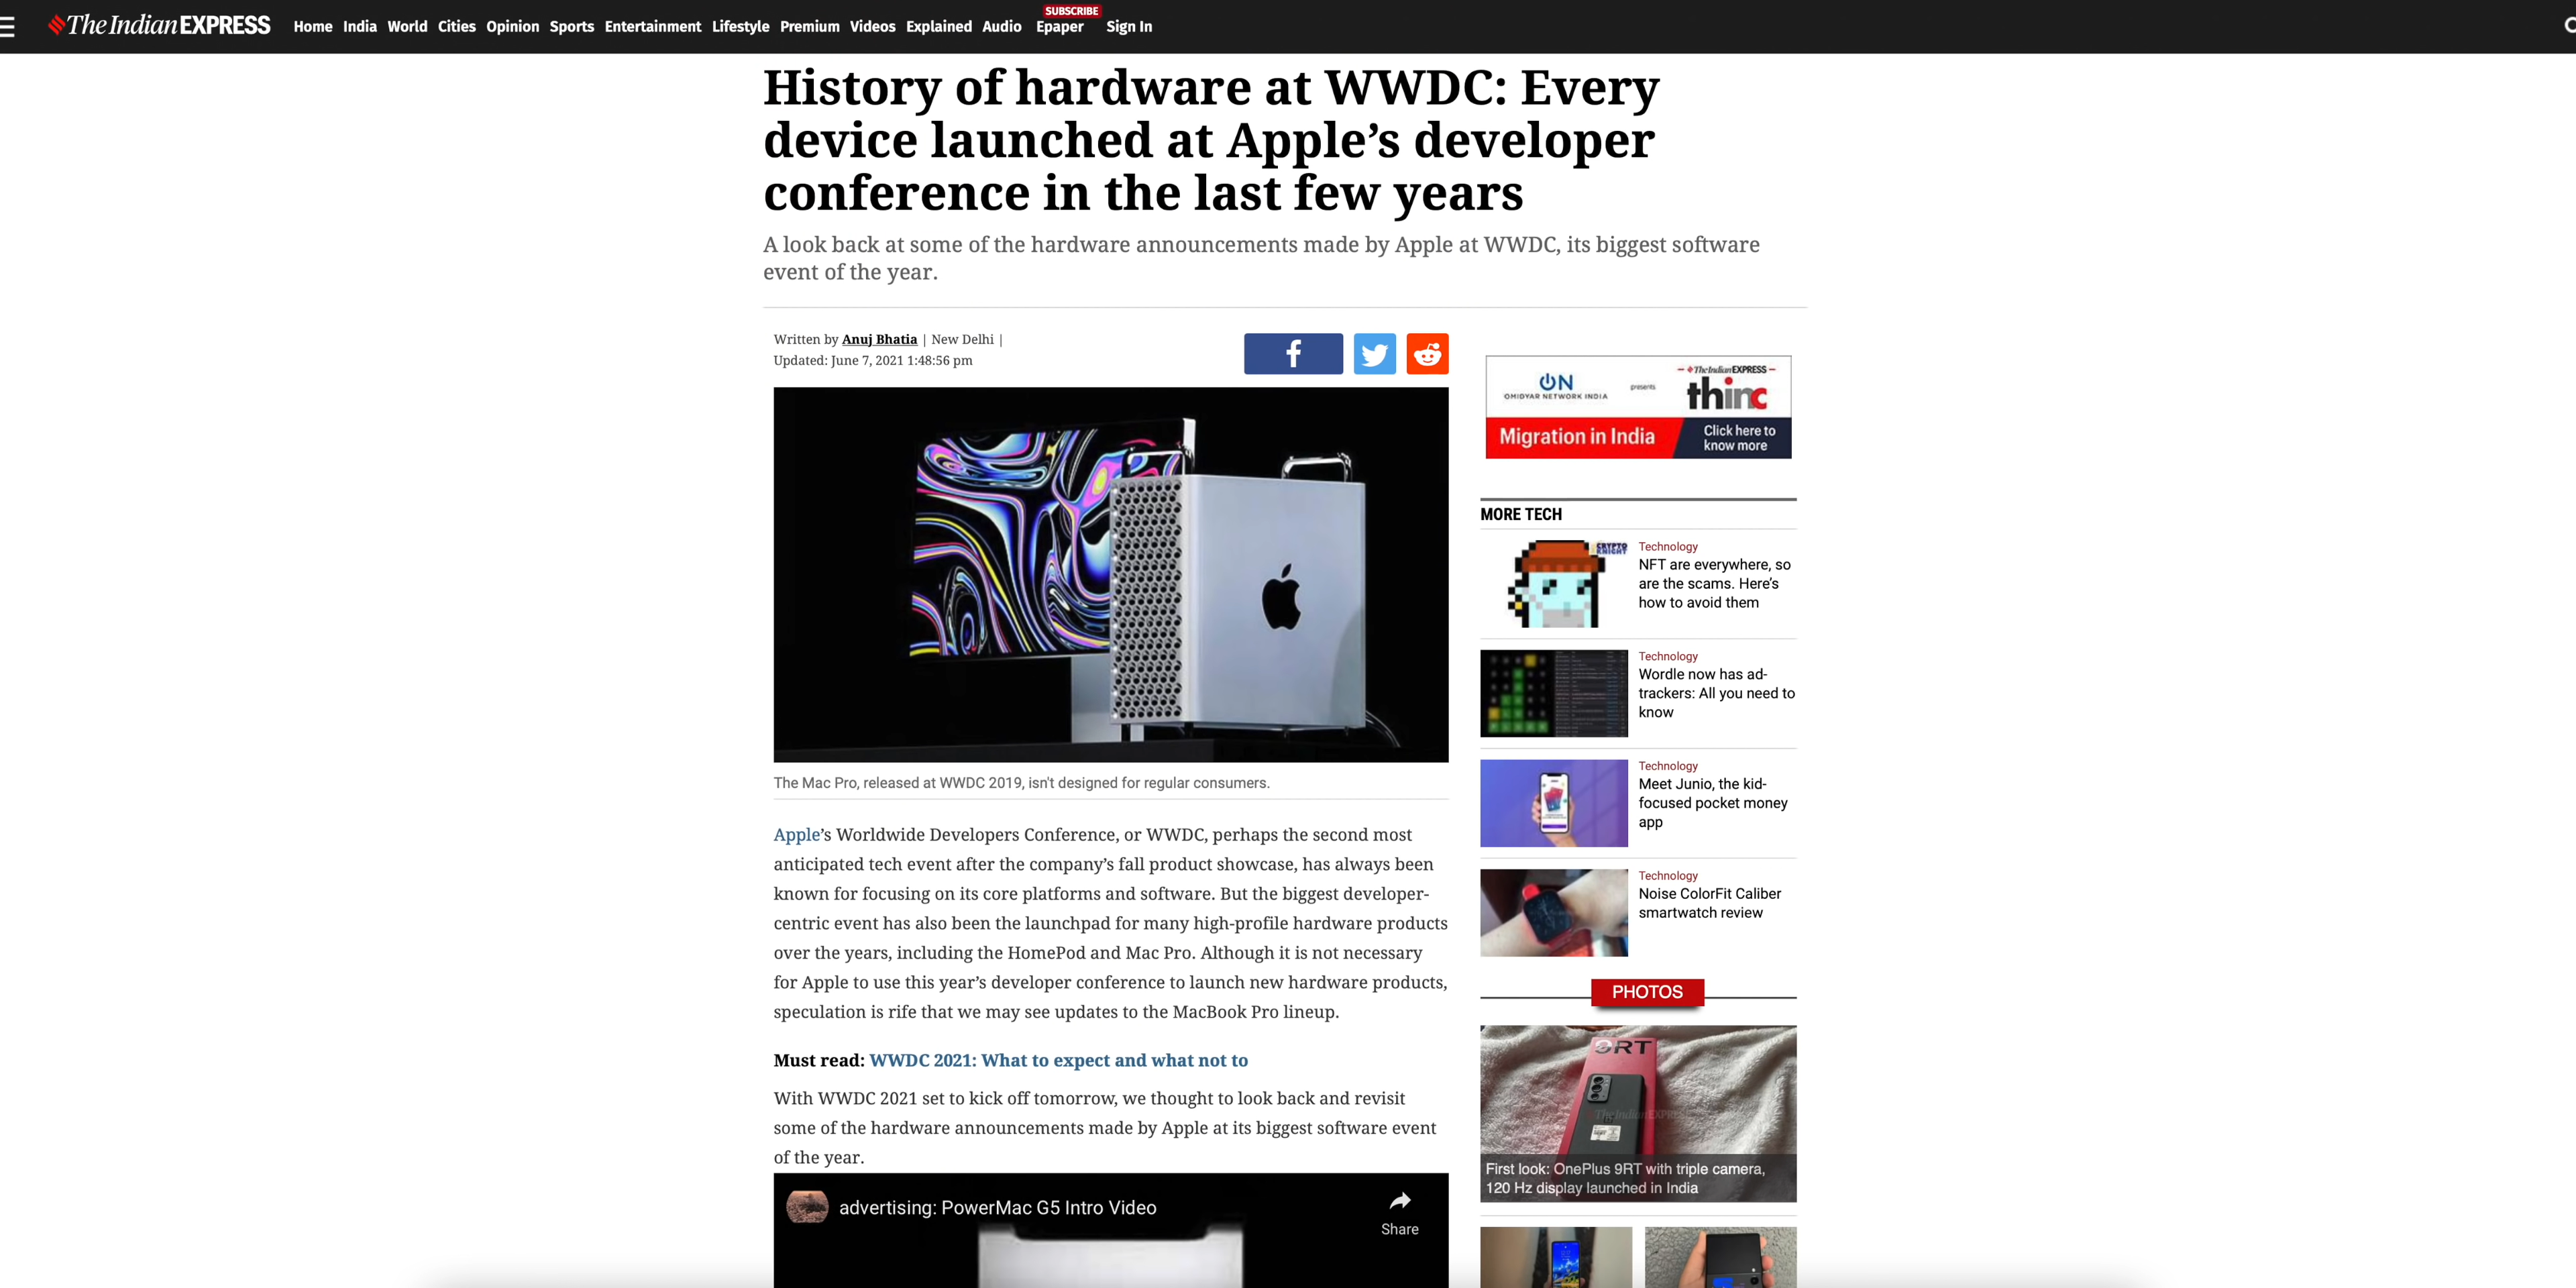 The Indian EXPRESS
Home India World Cities Opinion Sports Entertainment Lifestyle Premium Videos Explained Audio Epaper SUBSCRIBE Sign In
History of hardware at WWDC: Every
device launched at Apple’s developer
conference in the last few years
A look back at some of the hardware announcements made by Apple at WWDC, its biggest software
event of the year.
Written by Anuj Bhatia | New Delhi |
Updated: June 7, 2021 1:48:56 pm
The Mac Pro, released at WWDC 2019, isn't designed for regular consumers.
Apple’s Worldwide Developers Conference, or WWDC, perhaps the second most
anticipated tech event after the company’s fall product showcase, has always been
known for focusing on its core platforms and software. But the biggest developer-
centric event has also been the launchpad for many high-profile hardware products
over the years, including the HomePod and Mac Pro. Although it is not necessary
for Apple to use this year’s developer conference to launch new hardware products,
speculation is rife that we may see updates to the MacBook Pro lineup.
Must read: WWDC 2021: What to expect and what not to
With WWDC 2021 set to kick off tomorrow, we thought to look back and revisit
some of the hardware announcements made by Apple at its biggest software event
of the year.
advertising: PowerMac G5 Intro Video
Share
ON
OMIDYAR NETWORK INDIA
presents
The Indian EXPRESS
thinc
Migration in India
Click here to
know more
MORE TECH
CRYPTO
KNIGHT
Technology
NFT are everywhere, so
are the scams. Here’s
how to avoid them
Technology
Wordle now has ad-
trackers: All you need to
know
Technology
Meet Junio, the kid-
focused pocket money
app
Technology
Noise ColorFit Caliber
smartwatch review
PHOTOS
9RT
The Indian EXPRESS
First look: OnePlus 9RT with triple camera,
120 Hz display launched in India